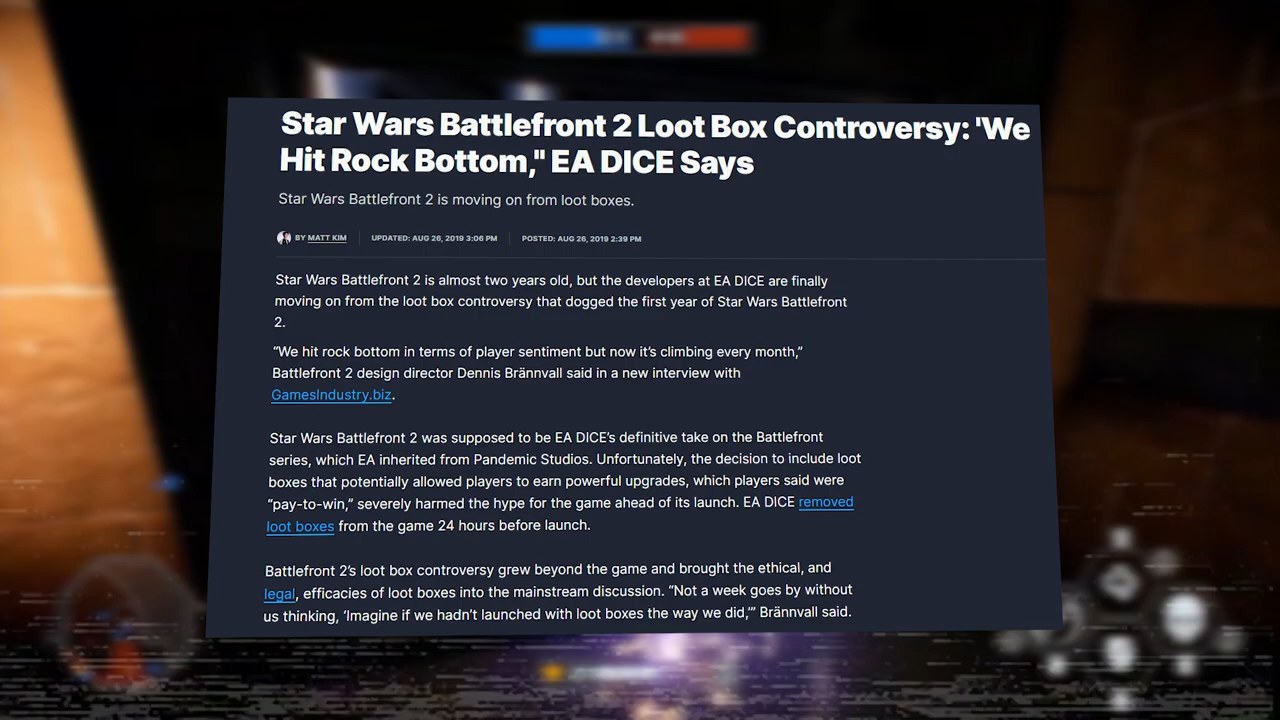 Star Wars Battlefront 2 Loot Box Controversy: 'We
Hit Rock Bottom," EA DICE Says
Star Wars Battlefront 2 is moving on from loot boxes.
BY MATT KIM UPDATED: AUG 26, 2019 3:06 PM POSTED: AUG 26, 2019 2:39 PM
Star Wars Battlefront 2 is almost two years old, but the developers at EA DICE are finally
moving on from the loot box controversy that dogged the first year of Star Wars Battlefront
2.
“We hit rock bottom in terms of player sentiment but now it’s climbing every month,”
Battlefront 2 design director Dennis Brännvall said in a new interview with
GamesIndustry.biz.
Star Wars Battlefront 2 was supposed to be EA DICE’s definitive take on the Battlefront
series, which EA inherited from Pandemic Studios. Unfortunately, the decision to include loot
boxes that potentially allowed players to earn powerful upgrades, which players said were
“pay-to-win,” severely harmed the hype for the game ahead of its launch. EA DICE removed
loot boxes from the game 24 hours before launch.
Battlefront 2’s loot box controversy grew beyond the game and brought the ethical, and
legal, efficacies of loot boxes into the mainstream discussion. “Not a week goes by without
us thinking, ‘Imagine if we hadn’t launched with loot boxes the way we did,’” Brännvall said.